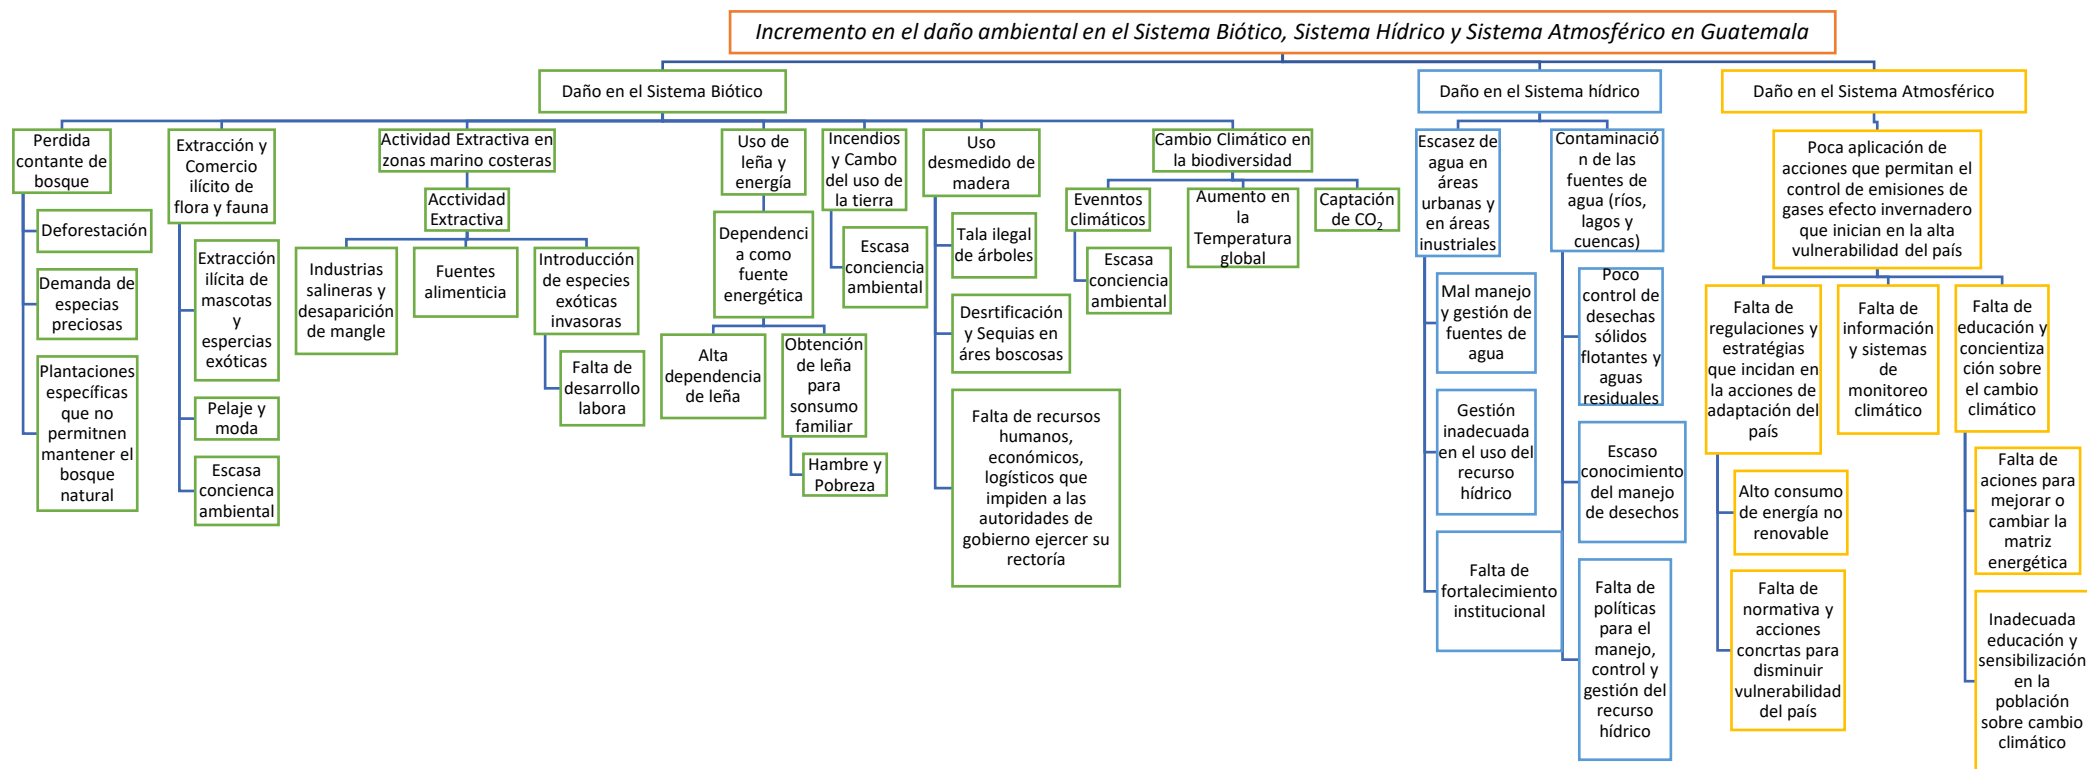 Incremento en el daño ambiental en el Sistema Biótico, Sistema Hídrico y Sistema Atmosférico en Guatemala
Daño en el Sistema Biótico
Daño en el Sistema hídrico
Daño en el Sistema Atmosférico
Perdida
contante de
bosque
Deforestación
Demanda de
especias
preciosas
Plantaciones
específicas
que no
permitnen
mantener el
bosque
natural
Extracción y
Comercio
ilícito de
flora y fauna
Extracción
ilícita de
mascotas
y
espercias
exóticas
Pelaje y
moda
Escasa
concienca
ambiental
Actividad Extractiva en
zonas marino costeras
Acctividad
Extractiva
Industrias
salineras y
desaparición
de mangle
Fuentes
alimenticia
Introducción
de especies
exóticas
invasoras
Falta de
desarrollo
labora
Uso de
leña y
energía
Dependenci
a como
fuente
energética
Alta
dependencia
de leña
Obtención
de leña
para
sonsumo
familiar
Hambre y
Pobreza
Incendios
y Cambo
del uso de
la tierra
Escasa
conciencia
ambiental
Uso
desmedido de
madera
Tala ilegal
de árboles
Desrtificación
y Sequias en
áres boscosas
Falta de recursos
humanos,
económicos,
logísticos que
impiden a las
autoridades de
gobierno ejercer su
rectoría
Cambio Climático en
la biodiversidad
Evenntos
climáticos
Escasa
conciencia
ambiental
Aumento en
la
Temperatura
global
Captación
de CO2
Escasez de
agua en
áreas
urbanas y
en áreas
inustriales
Mal manejo
y gestión de
fuentes de
agua
Gestión
inadecuada
en el uso del
recurso
hídrico
Falta de
fortalecimiento
institucional
Contaminació
n de las
fuentes de
agua (ríos,
lagos y
cuencas)
Poco
control de
desechas
sólidos
flotantes y
aguas
residuales
Escaso
conocimiento
del manejo
de desechos
Falta de
políticas
para el
manejo,
control y
gestión del
recurso
hídrico
Poca aplicación de
acciones que permitan el
control de emisiones de
gases efecto invernadero
que inician en la alta
vulnerabilidad del país
Falta de
regulaciones y
estratégias
que incidan en
la acciones de
adaptación del
país
Alto consumo
de energía no
renovable
Falta de
normativa y
acciones
concrtas para
disminuir
vulnerabilidad
del país
Falta de
información
y sistemas
de
monitoreo
climático
Falta de
educación y
concientiza
ción sobre
el cambio
climático
Falta de
aciones para
mejorar o
cambiar la
matriz
energética
Inadecuada
educación y
sensibilización
en la
población
sobre cambio
climático